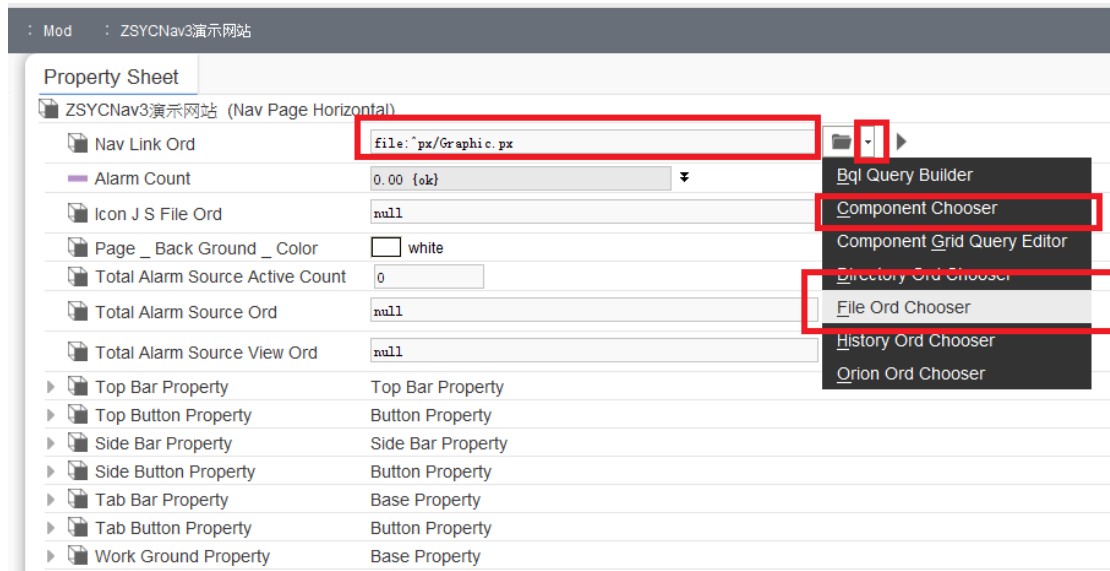 : Mod : ZSYCNav3演示网站
Property Sheet
ZSYCNav3演示网站 (Nav Page Horizontal)
Nav Link Ord file:^px/Graphic.px
Alarm Count 0.00 {ok}
Icon J S File Ord null
Page _ Back Ground _ Color white
Total Alarm Source Active Count 0
Total Alarm Source Ord null
Total Alarm Source View Ord null
Top Bar Property Top Bar Property
Top Button Property Button Property
Side Bar Property Side Bar Property
Side Button Property Button Property
Tab Bar Property Base Property
Tab Button Property Button Property
Work Ground Property Base Property
Bql Query Builder
Component Chooser
Component Grid Query Editor
Directory Ord Chooser
File Ord Chooser
History Ord Chooser
Orion Ord Chooser